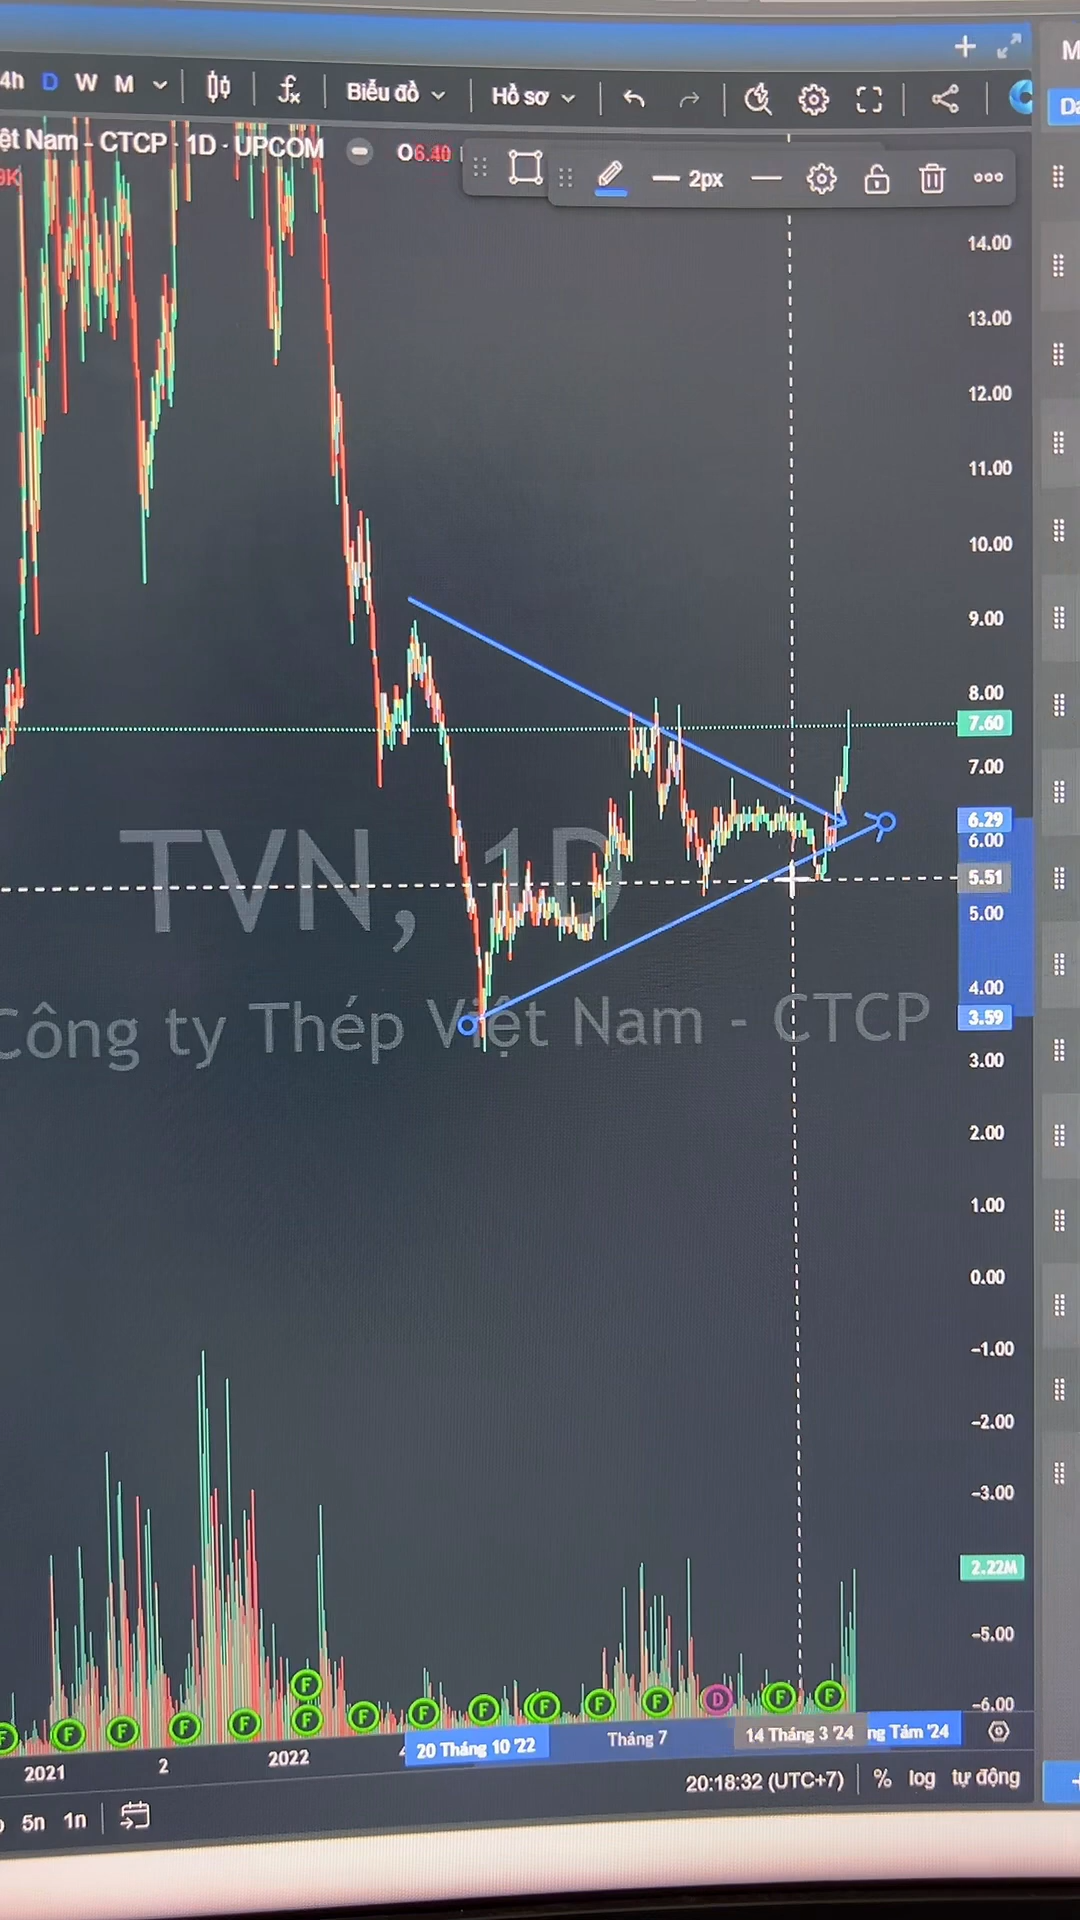 4h D W M Biểu đồ Hồ sơ
ệt Nam - CTCP · 1D · UPCOM O6.40
9K
2px
14.00
13.00
12.00
11.00
10.00
9.00
8.00
7.60
7.00
6.29
6.00
5.51
5.00
4.00
3.59
3.00
2.00
1.00
0.00
-1.00
-2.00
-3.00
2.22M
-5.00
-6.00
TVN, 1D
Công ty Thép Việt Nam - CTCP
F F F F F F F F F F F F D F F
2021 2 2022 4 20 Tháng 10 '22 Tháng 7 14 Tháng 3 '24 ng Tám '24
20:18:32 (UTC+7) % log tự động
5n 1n
M
Da